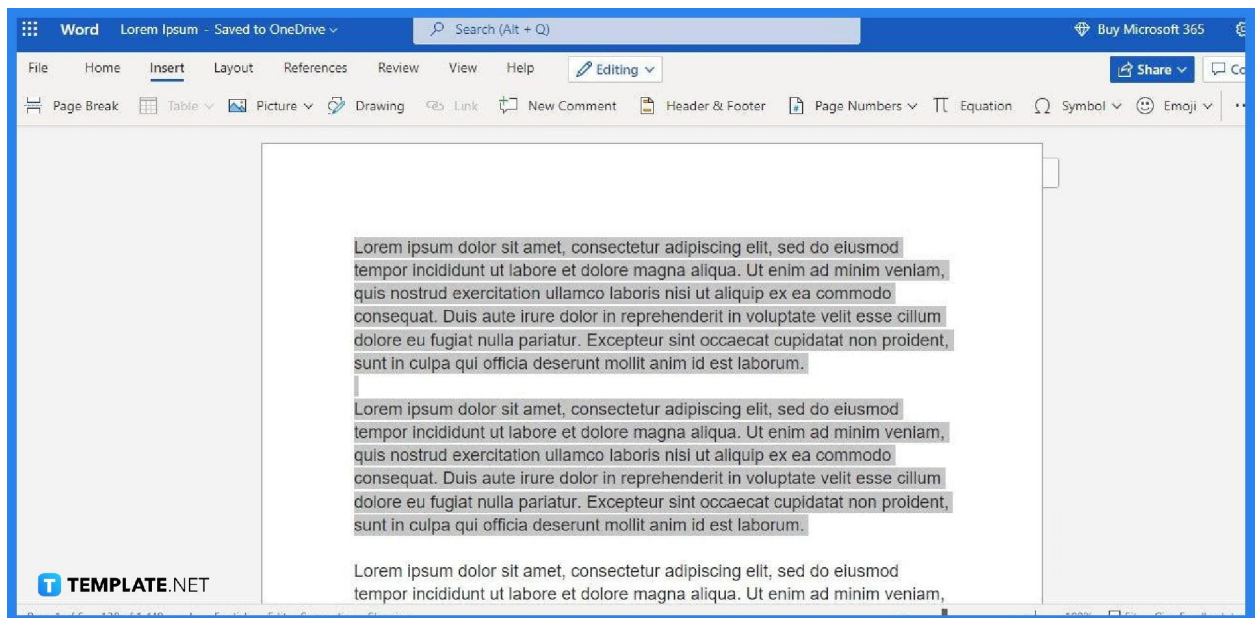 Word Lorem Ipsum - Saved to OneDrive Search (Alt + Q) Buy Microsoft 365
File Home Insert Layout References Review View Help Editing Share
Page Break Table Picture Drawing Link New Comment Header & Footer Page Numbers Equation Symbol Emoji
Lorem ipsum dolor sit amet, consectetur adipiscing elit, sed do eiusmod
tempor incididunt ut labore et dolore magna aliqua. Ut enim ad minim veniam,
quis nostrud exercitation ullamco laboris nisi ut aliquip ex ea commodo
consequat. Duis aute irure dolor in reprehenderit in voluptate velit esse cillum
dolore eu fugiat nulla pariatur. Excepteur sint occaecat cupidatat non proident,
sunt in culpa qui officia deserunt mollit anim id est laborum.
Lorem ipsum dolor sit amet, consectetur adipiscing elit, sed do eiusmod
tempor incididunt ut labore et dolore magna aliqua. Ut enim ad minim veniam,
quis nostrud exercitation ullamco laboris nisi ut aliquip ex ea commodo
consequat. Duis aute irure dolor in reprehenderit in voluptate velit esse cillum
dolore eu fugiat nulla pariatur. Excepteur sint occaecat cupidatat non proident,
sunt in culpa qui officia deserunt mollit anim id est laborum.
Lorem ipsum dolor sit amet, consectetur adipiscing elit, sed do eiusmod
tempor incididunt ut labore et dolore magna aliqua. Ut enim ad minim veniam,
T TEMPLATE.NET